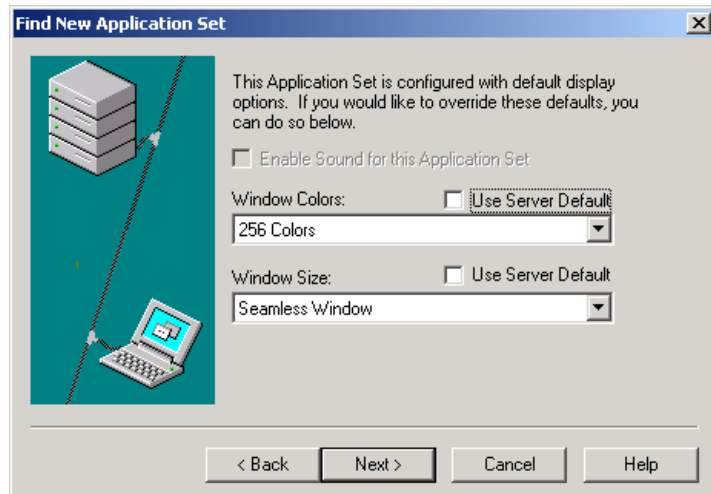 Find New Application Set
This Application Set is configured with default display
options. If you would like to override these defaults, you
can do so below.
Enable Sound for this Application Set
Window Colors: Use Server Default
256 Colors
Window Size: Use Server Default
Seamless Window
< Back Next > Cancel Help